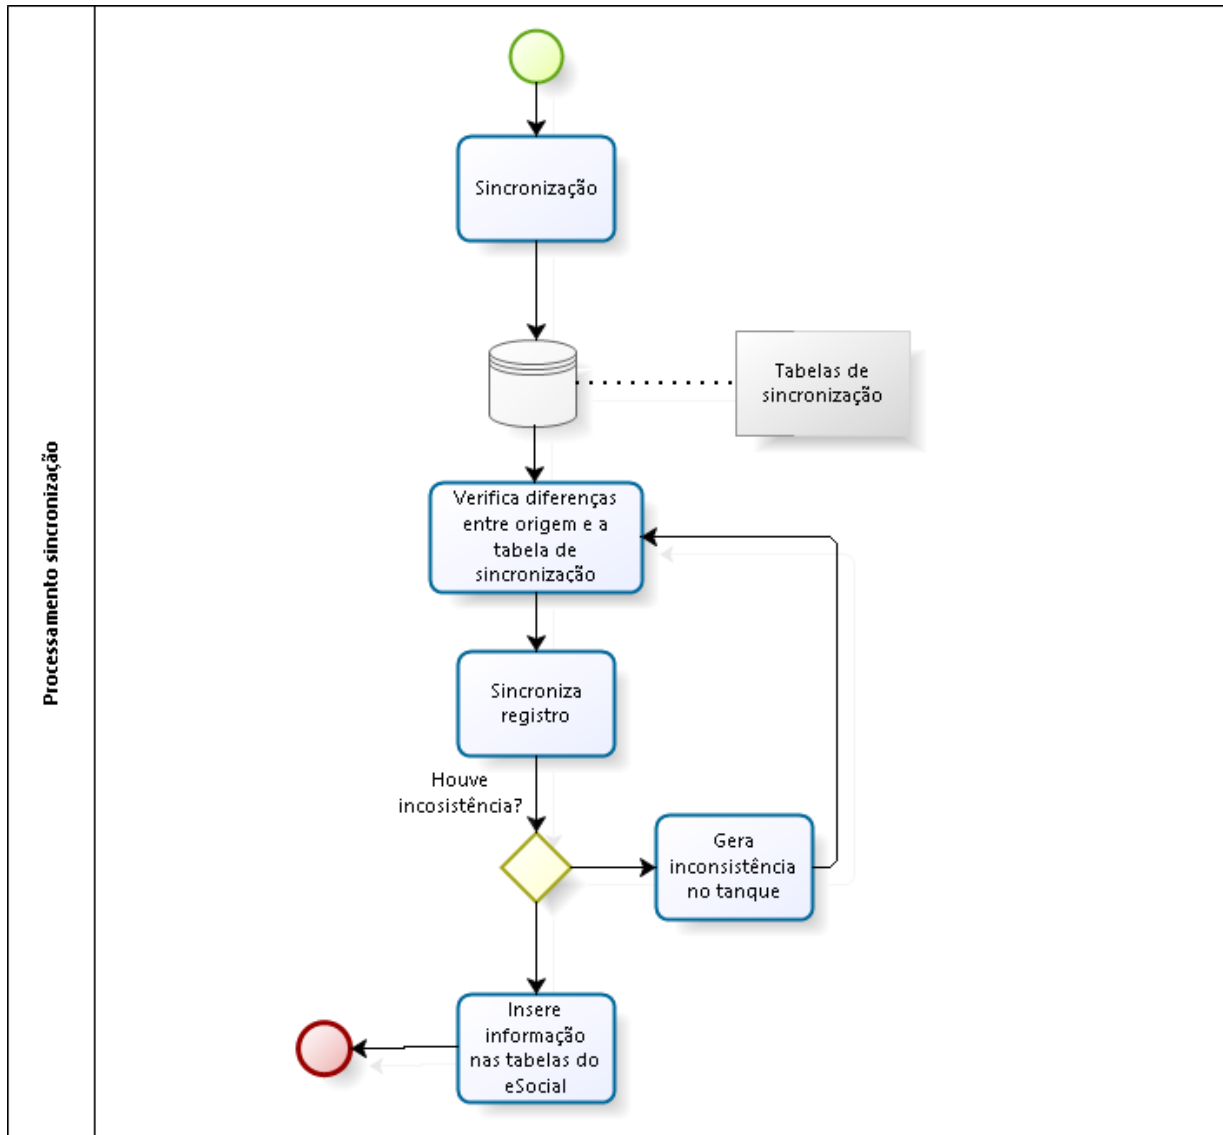 Processamento sincronização
Sincronização
Tabelas de
sincronização
Verifica diferenças
entre origem e a
tabela de
sincronização
Sincroniza
registro
Houve
incosistência?
Gera
inconsistência
no tanque
Insere
informação
nas tabelas do
eSocial